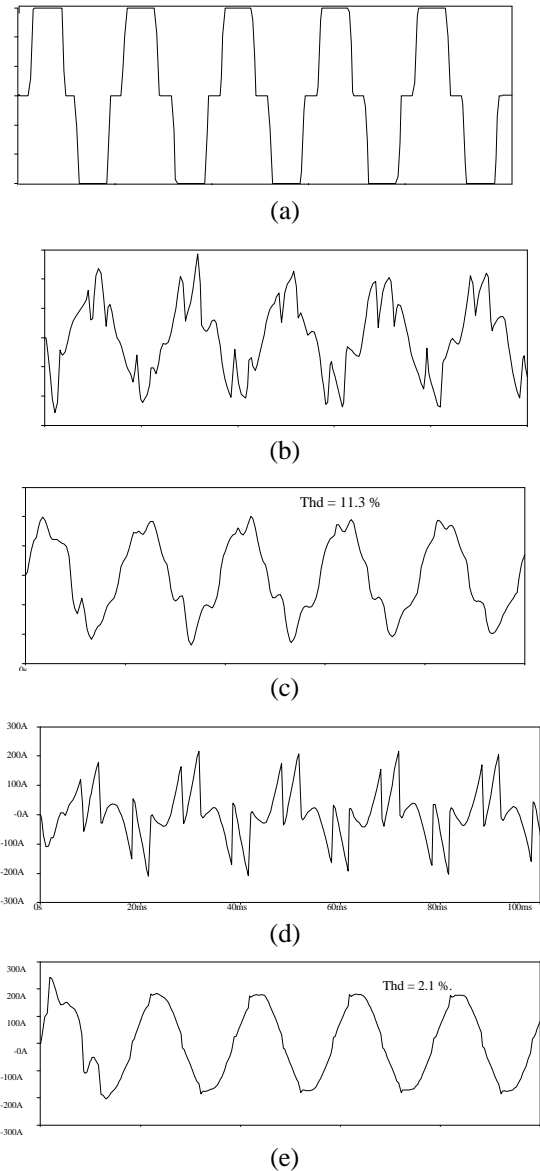 (a)
(b)
Thd = 11.3 %
0s
(c)
300A
200A
100A
-0A
-100A
-200A
-300A
0s 20ms 40ms 60ms 80ms 100ms
(d)
300A
200A
100A
-0A
-100A
-200A
-300A
Thd = 2.1 %.
(e)